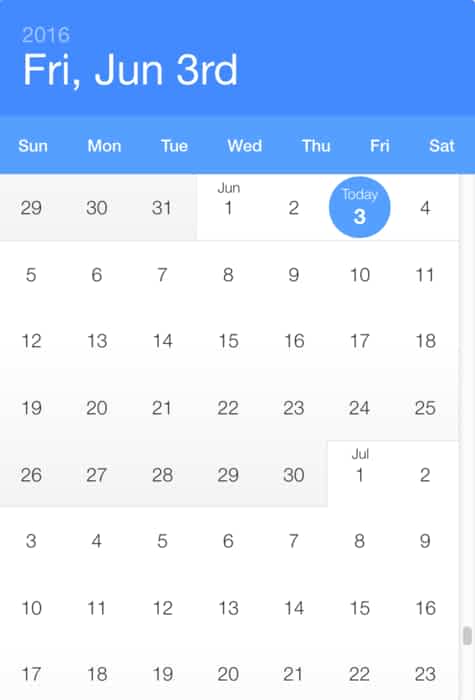 2016
Fri, Jun 3rd
Sun Mon Tue Wed Thu Fri Sat
Jun Today
29 30 31 1 2 3 4
5 6 7 8 9 10 11
12 13 14 15 16 17 18
19 20 21 22 23 24 25
Jul
26 27 28 29 30 1 2
3 4 5 6 7 8 9
10 11 12 13 14 15 16
17 18 19 20 21 22 23